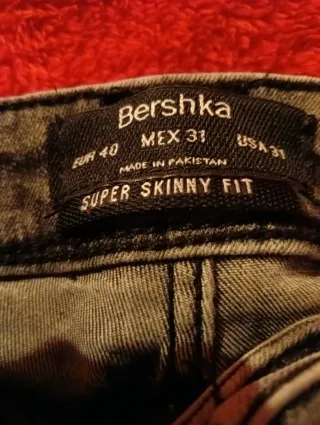 Bershka
EUR 40 MEX 31 USA 31
MADE IN PAKISTAN
SUPER SKINNY FIT